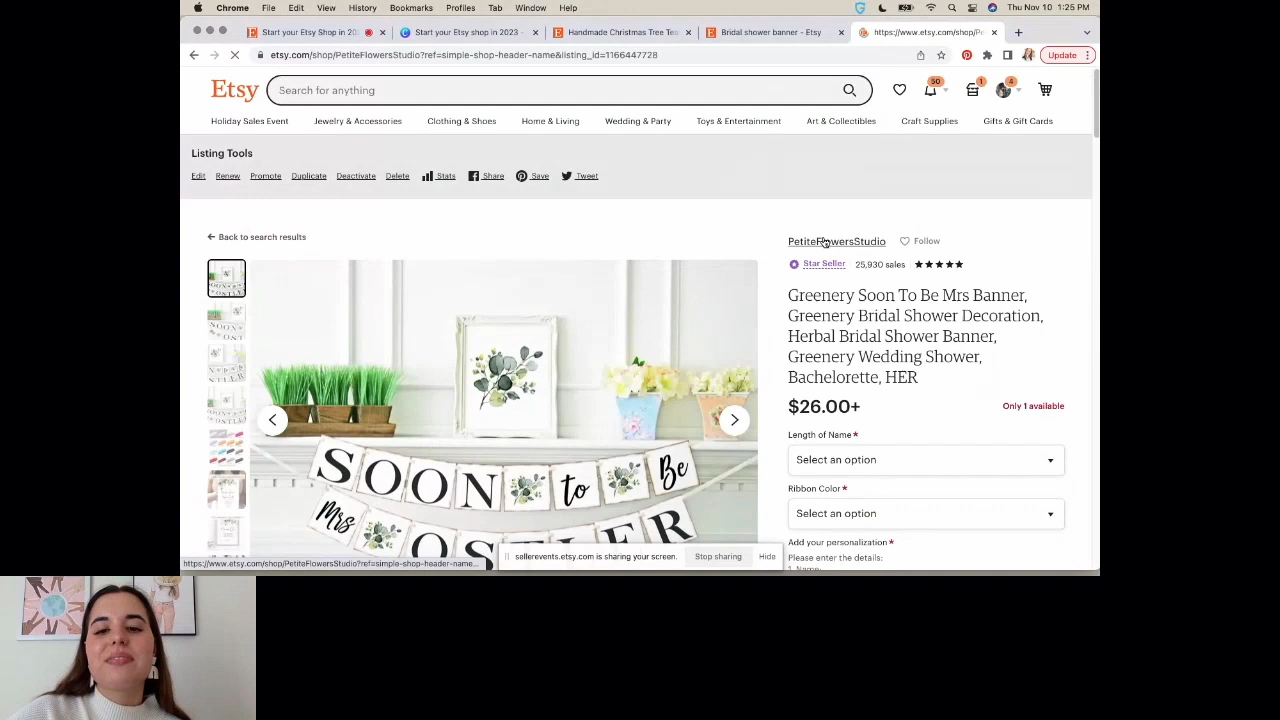 Chrome File Edit View History Bookmarks Profiles Tab Window Help Thu Nov 10 1:25 PM
Start your Etsy Shop in 202 Start your Etsy shop in 2023 - Handmade Christmas Tree Te Bridal shower banner - Etsy https://www.etsy.com/shop/P
etsy.com/shop/PetiteFlowersStudio?ref=simple-shop-header-name&listing_id=1166447728 Update
Etsy Search for anything 50 1 4
Holiday Sales Event Jewelry & Accessories Clothing & Shoes Home & Living Wedding & Party Toys & Entertainment Art & Collectibles Craft Supplies Gifts & Gift Cards
Listing Tools
Edit Renew Promote Duplicate Deactivate Delete Stats Share Save Tweet
Back to search results
PetiteFlowersStudio Follow
Star Seller 25,930 sales
Greenery Soon To Be Mrs Banner,
Greenery Bridal Shower Decoration,
Herbal Bridal Shower Banner,
Greenery Wedding Shower,
Bachelorette, HER
$26.00+ Only 1 available
Length of Name*
Select an option
Ribbon Color*
Select an option
Add your personalization*
Please enter the details:
1. Name:
SOON to Be
Mrs OSTLER
sellerevents.etsy.com is sharing your screen. Stop sharing Hide
https://www.etsy.com/shop/PetiteFlowersStudio?ref=simple-shop-header-name...